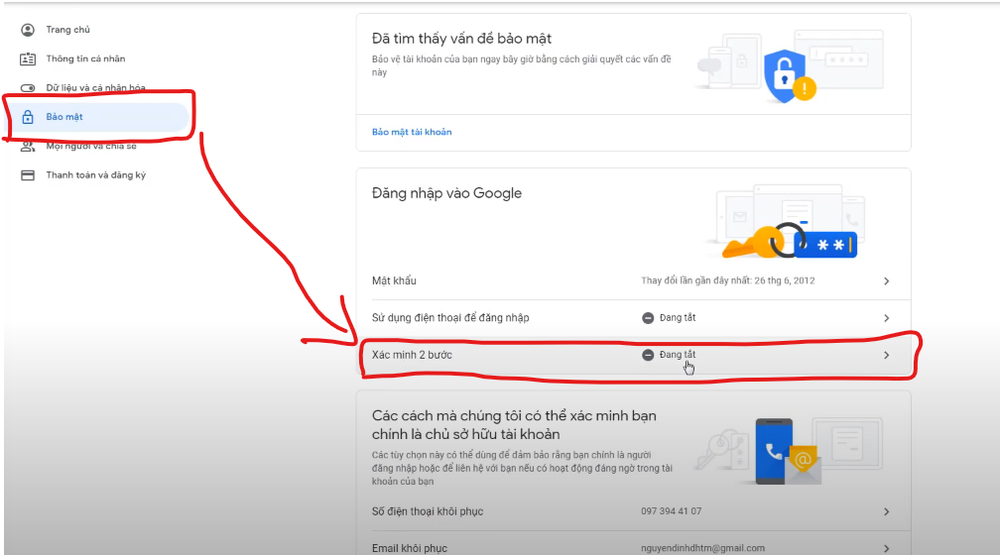 Trang chủ
Thông tin cá nhân
Dữ liệu và cá nhân hóa
Bảo mật
Mọi người và chia sẻ
Thanh toán và đăng ký
Đã tìm thấy vấn đề bảo mật
Bảo vệ tài khoản của bạn ngay bây giờ bằng cách giải quyết các vấn đề
này
Bảo mật tài khoản
Đăng nhập vào Google
**
Mật khẩu
Thay đổi lần gần đây nhất: 26 thg 6, 2012
Sử dụng điện thoại để đăng nhập
Đang tắt
Xác minh 2 bước
Đang tắt
Các cách mà chúng tôi có thể xác minh bạn
chính là chủ sở hữu tài khoản
Các tùy chọn này có thể dùng để đảm bảo rằng bạn chính là người
đăng nhập hoặc để liên hệ với bạn nếu có hoạt động đáng ngờ trong tài
khoản của bạn
Số điện thoại khôi phục
097 394 41 07
Email khôi phục
nguyendinhdhtm@gmail.com